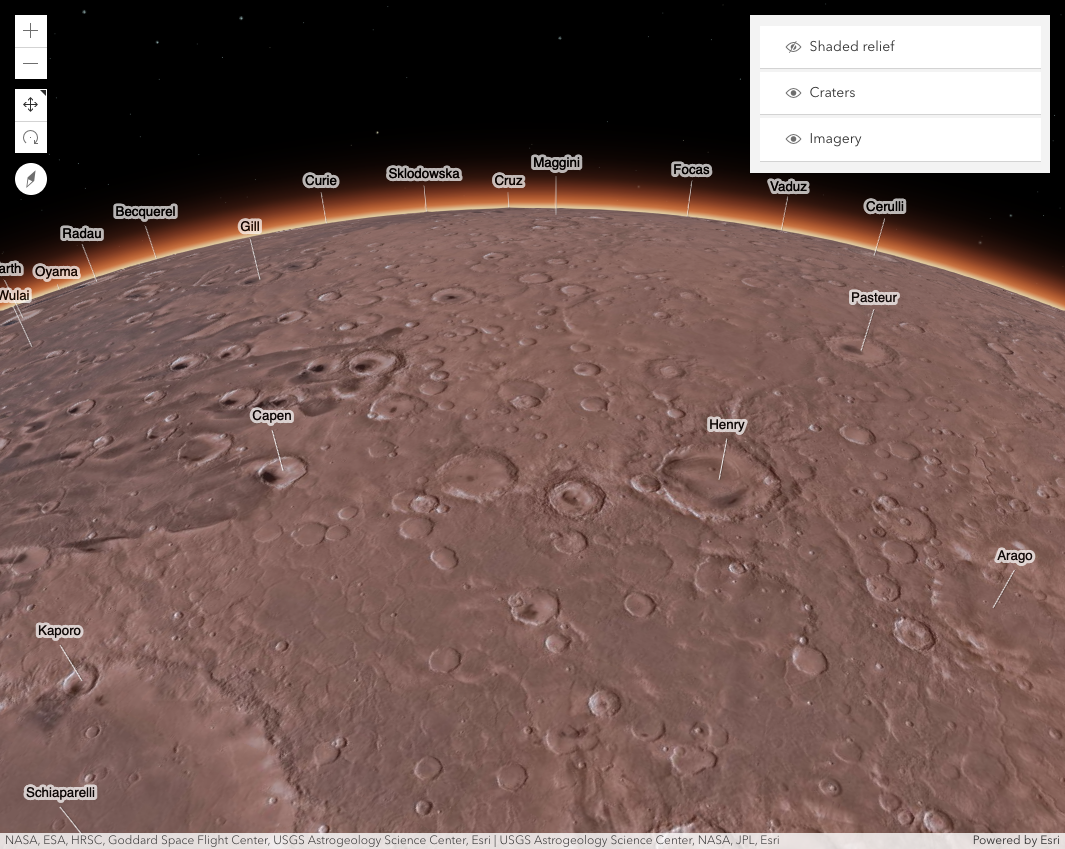 Shaded relief
Craters
Imagery
Maggini
Focas
Sklodowska
Curie
Cruz
Vaduz
Cerulli
Becquerel
Gill
Radau
arth
Oyama
Wulai
Pasteur
Capen
Henry
Arago
Kaporo
Schiaparelli
NASA, ESA, HRSC, Goddard Space Flight Center, USGS Astrogeology Science Center, Esri | USGS Astrogeology Science Center, NASA, JPL, Esri
Powered by Esri